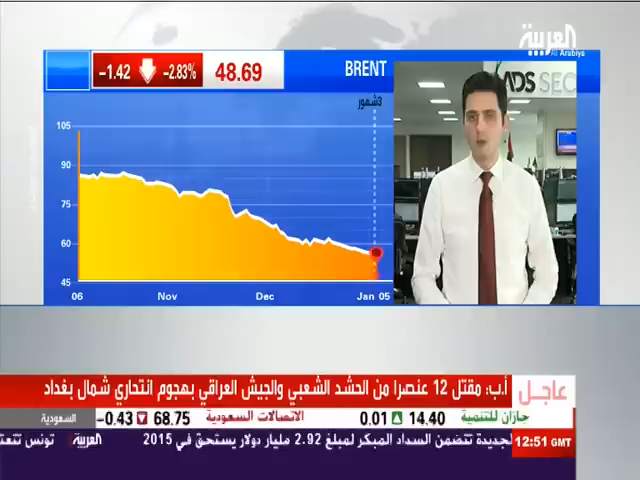 العربية
Al Arabiya
-1.42 -2.83% 48.69 BRENT
ADS SEC
3شهور
105
90
75
60
45
06 Nov Dec Jan 05
عاجل
أ.ب: مقتل 12 عنصرا من الحشد الشعبي والجيش العراقي بهجوم انتحاري شمال بغداد
جازان للتنمية 14.40 0.01 الاتصالات السعودية 68.75 -0.43 السعودية
12:51 GMT
لجديدة تتضمن السداد المبكر لمبلغ 2.92 مليار دولار يستحق في 2015 العربية تونس تتعت